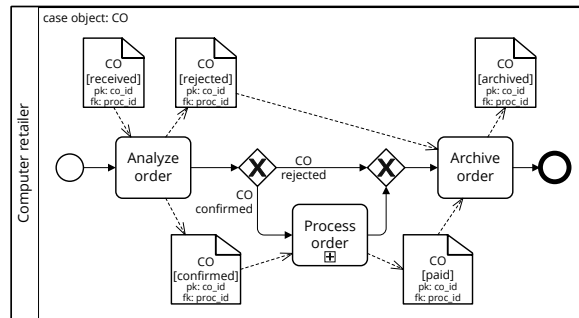 case object: CO
Computer retailer
CO
[received]
pk: co_id
fk: proc_id
CO
[rejected]
pk: co_id
fk: proc_id
CO
[archived]
pk: co_id
fk: proc_id
Analyze
order
CO
rejected
Archive
order
CO
confirmed
Process
order
CO
[confirmed]
pk: co_id
fk: proc_id
CO
[paid]
pk: co_id
fk: proc_id